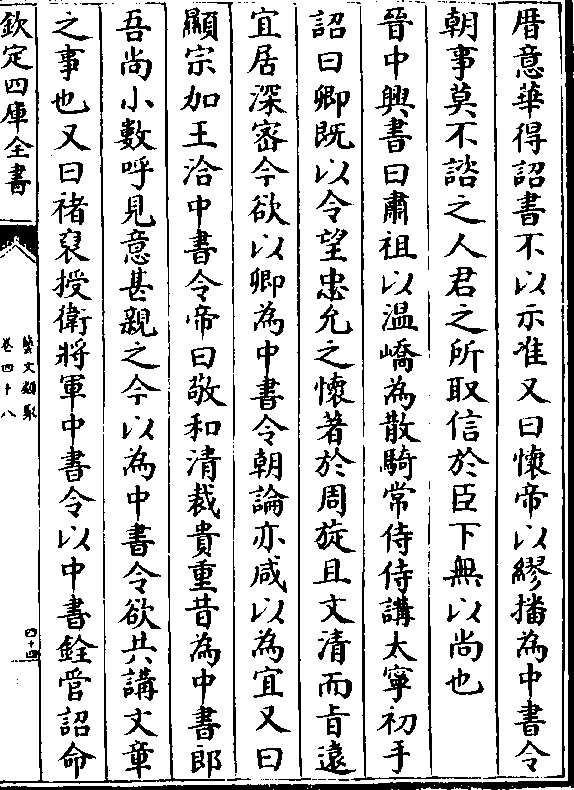 厝意華得詔書不以示准又曰懷帝以繆播為中書令
朝事莫不諮之人君之所取信於臣下無以尚也
晉中興書曰肅祖以温嶠為散騎常侍侍講太寧初手
詔曰卿既以令望忠允之懷著於周旋且文清而㫖遠
宜居深密今欲以卿為中書令朝論亦咸以為宜又曰
顯宗加王洽中書令帝曰敬和清裁貴重昔為中書郎
吾尚小數呼見意甚親之今以為中書令欲共講文章
之事也又曰褚裒授衛將軍中書令以中書銓管詔命
欽定四庫全書
藝文類聚
卷四十八
四十四